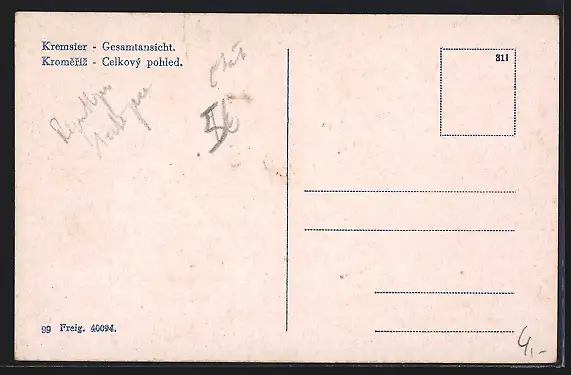 Kremsier - Gesamtansicht.
Kroměříž - Celkový pohled.
311
99 Freig. 40094.
4,-